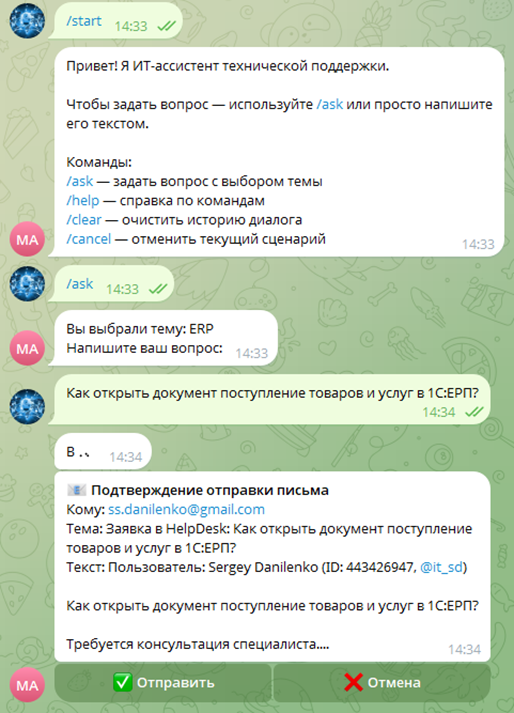 /start 14:33
Привет! Я ИТ-ассистент технической поддержки.
Чтобы задать вопрос — используйте /ask или просто напишите
его текстом.
Команды:
/ask — задать вопрос с выбором темы
/help — справка по командам
/clear — очистить историю диалога
/cancel — отменить текущий сценарий
MA 14:33
/ask 14:33
Вы выбрали тему: ERP
Напишите ваш вопрос: 14:33
MA
Как открыть документ поступление товаров и услуг в 1С:ЕРП?
14:34
В .. 14:34
Подтверждение отправки письма
Кому: ss.danilenko@gmail.com
Тема: Заявка в HelpDesk: Как открыть документ поступление
товаров и услуг в 1С:ЕРП?
Текст: Пользователь: Sergey Danilenko (ID: 443426947, @it_sd)
Как открыть документ поступление товаров и услуг в 1С:ЕРП?
Требуется консультация специалиста.... 14:34
MA Отправить Отмена